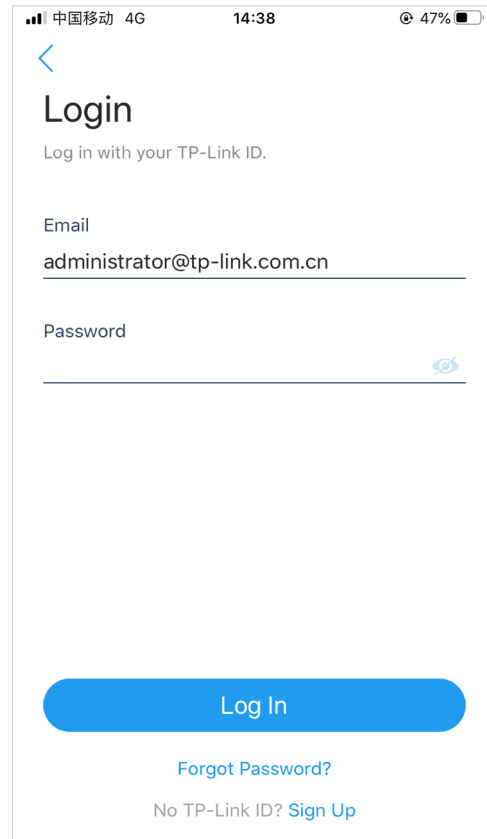 中国移动 4G 14:38 47%
Login
Log in with your TP-Link ID.
Email
administrator@tp-link.com.cn
Password
Log In
Forgot Password?
No TP-Link ID? Sign Up